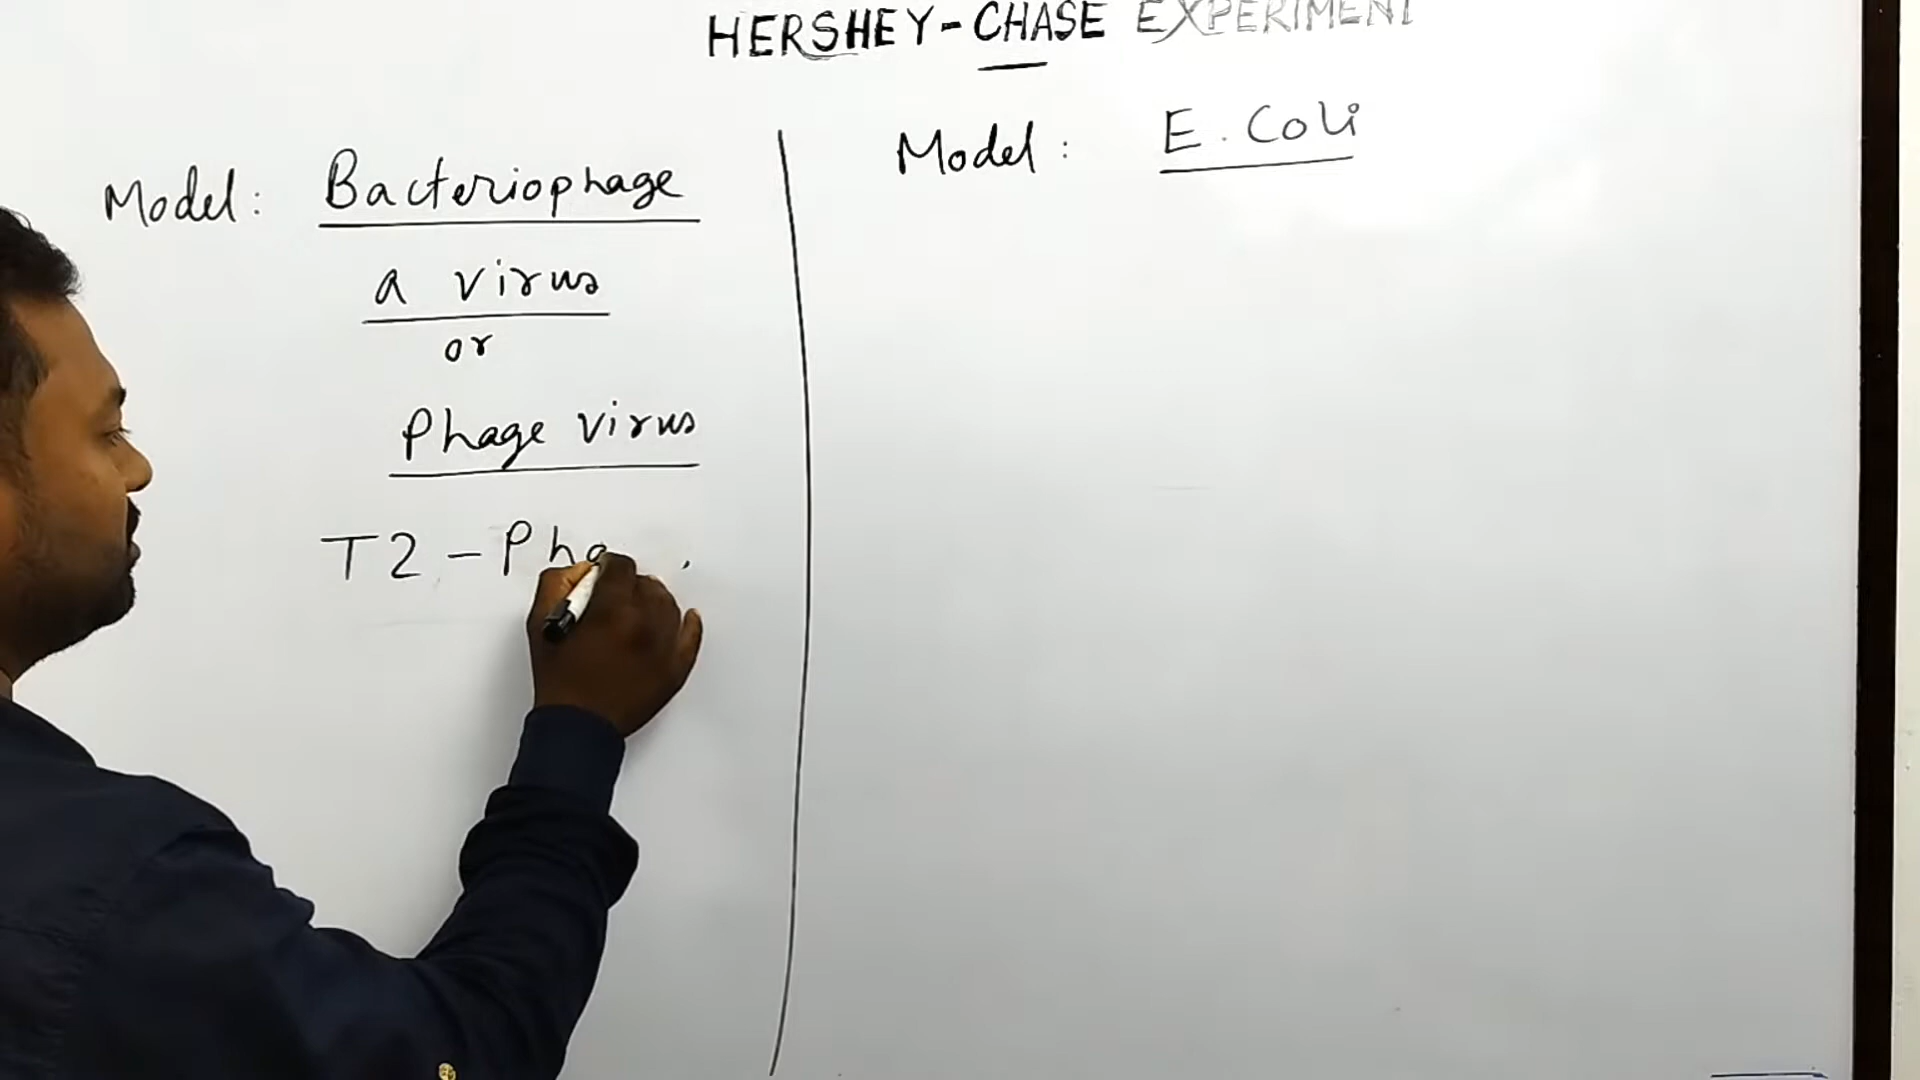 HERSHEY-CHASE EXPERIMENT
Model: Bacteriophage
a virus
or
Phage virus
T2 - Pha
Model: E. Coli